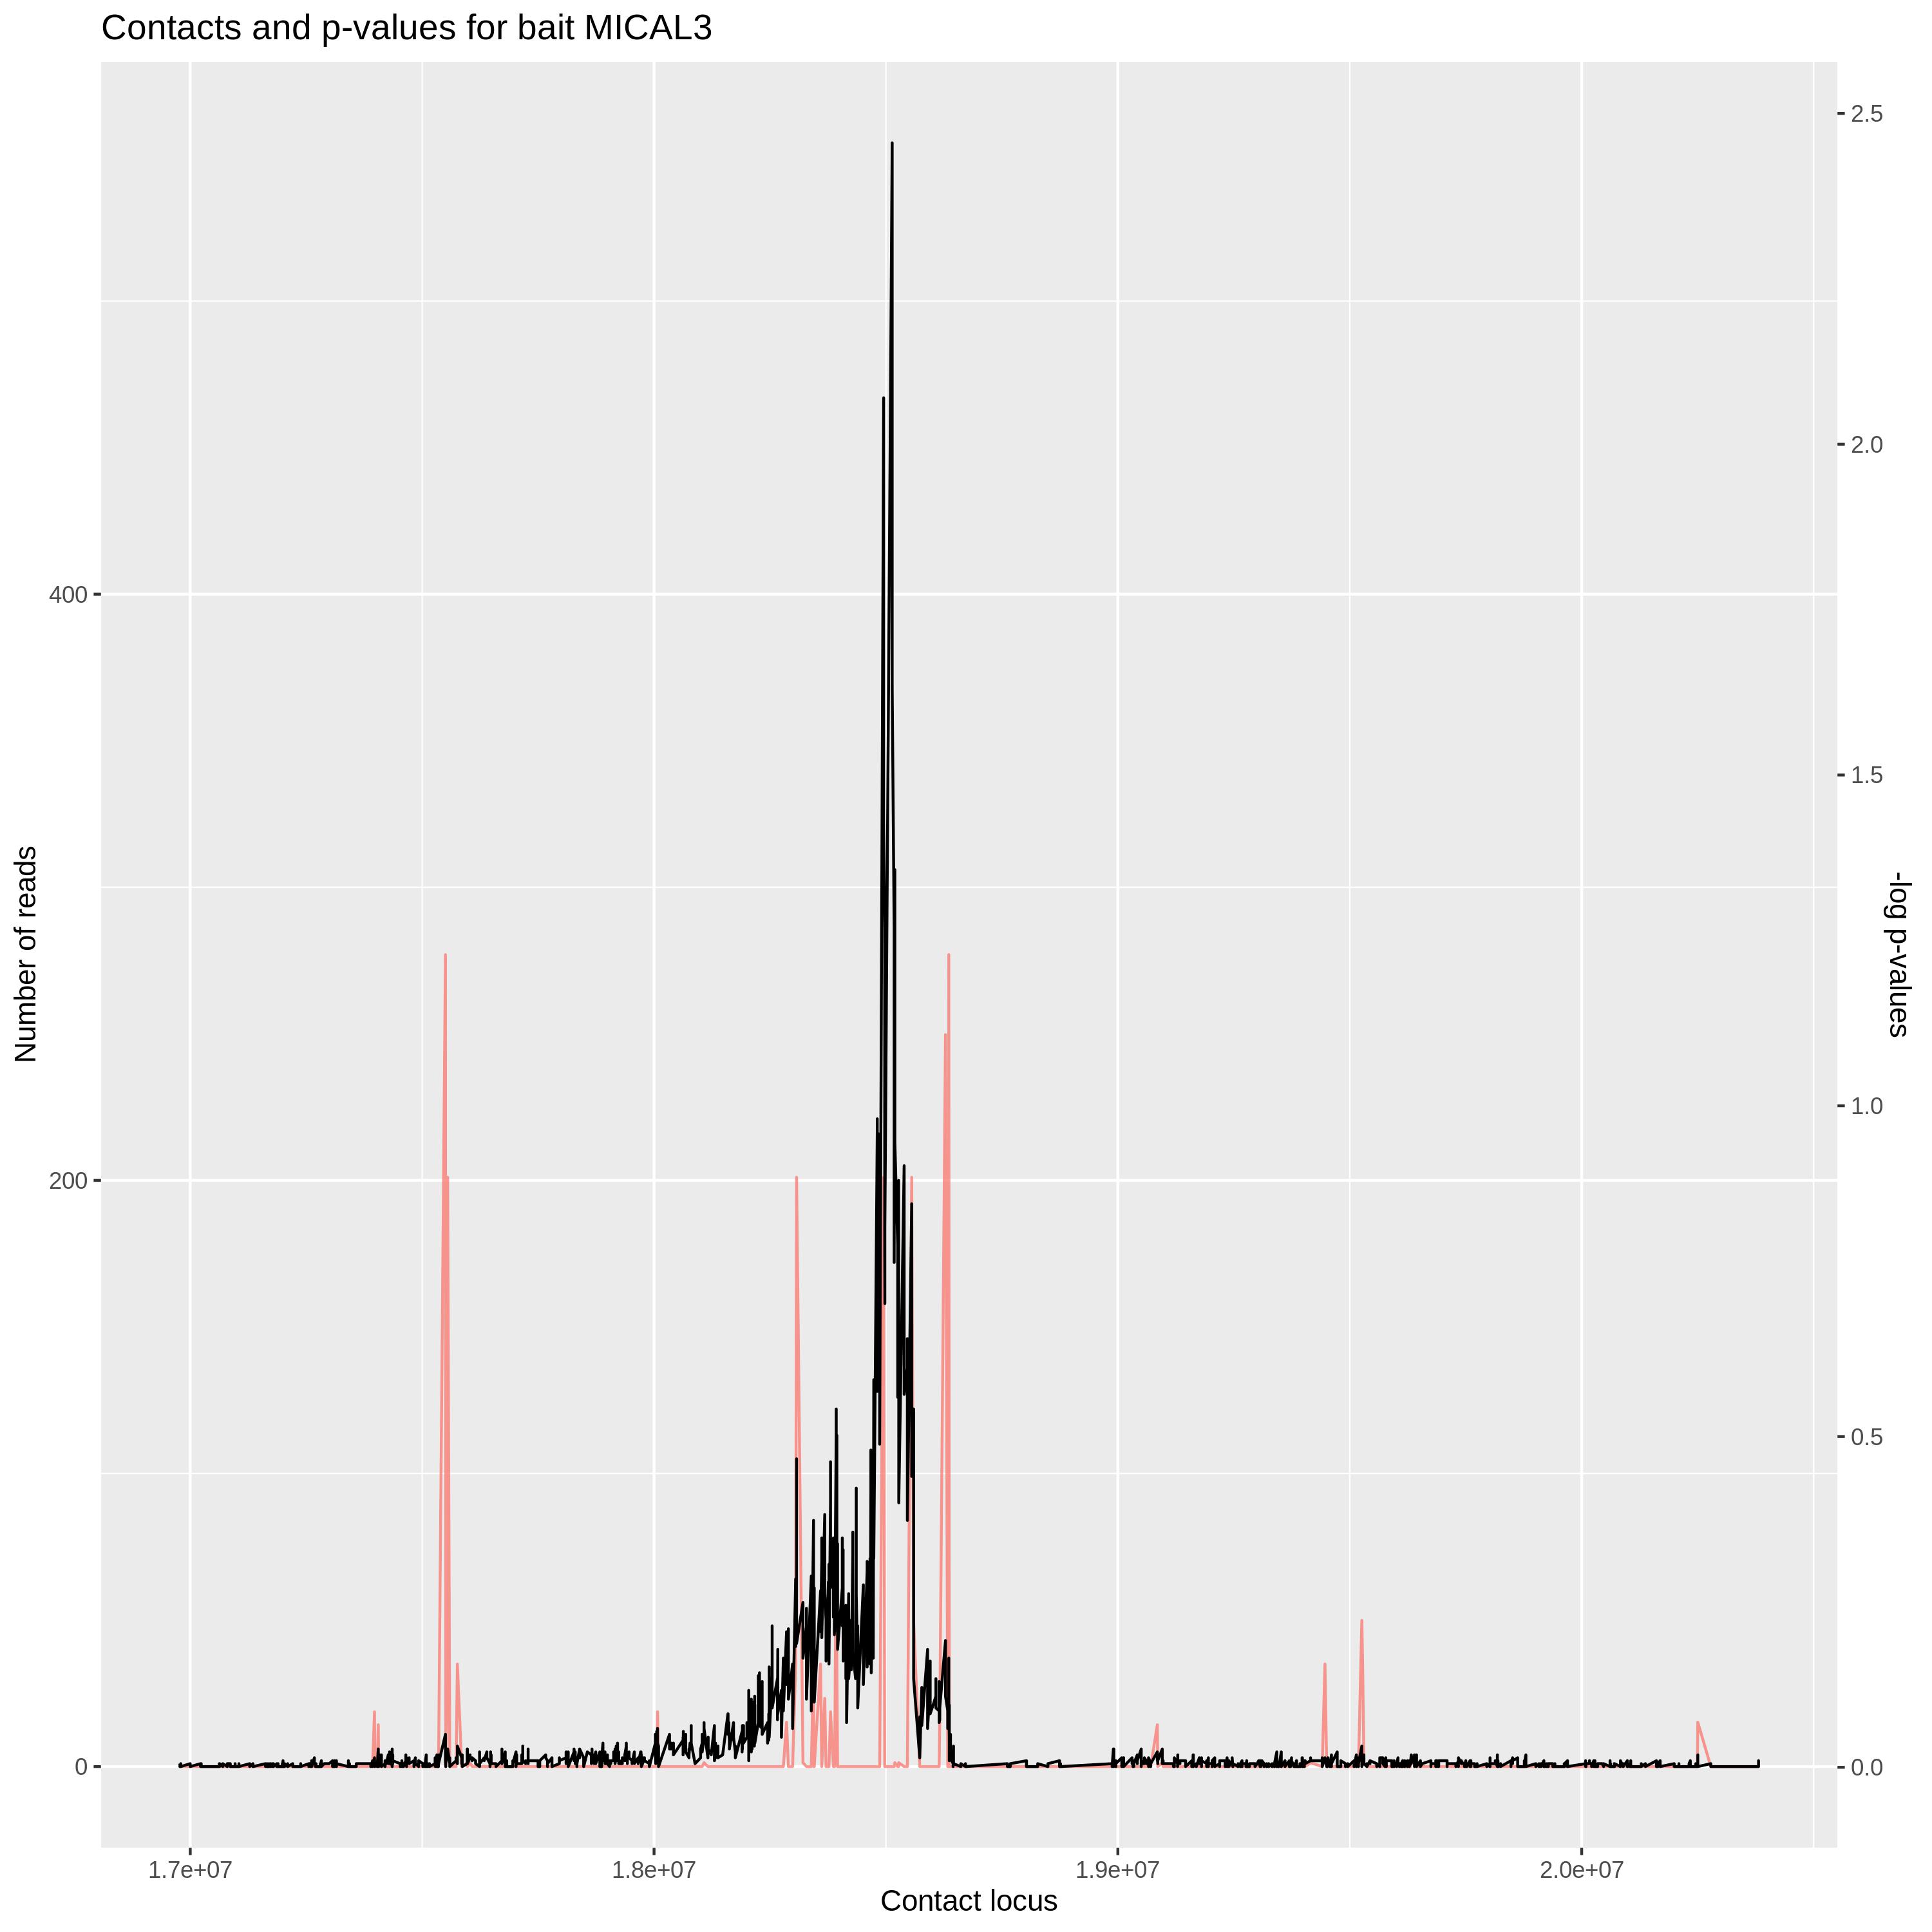 Contacts and p-values for bait MICAL3
Number of reads
400
200
0
2.5
2.0
1.5
1.0
0.5
0.0
-log p-values
1.7e+07
1.8e+07
1.9e+07
2.0e+07
Contact locus